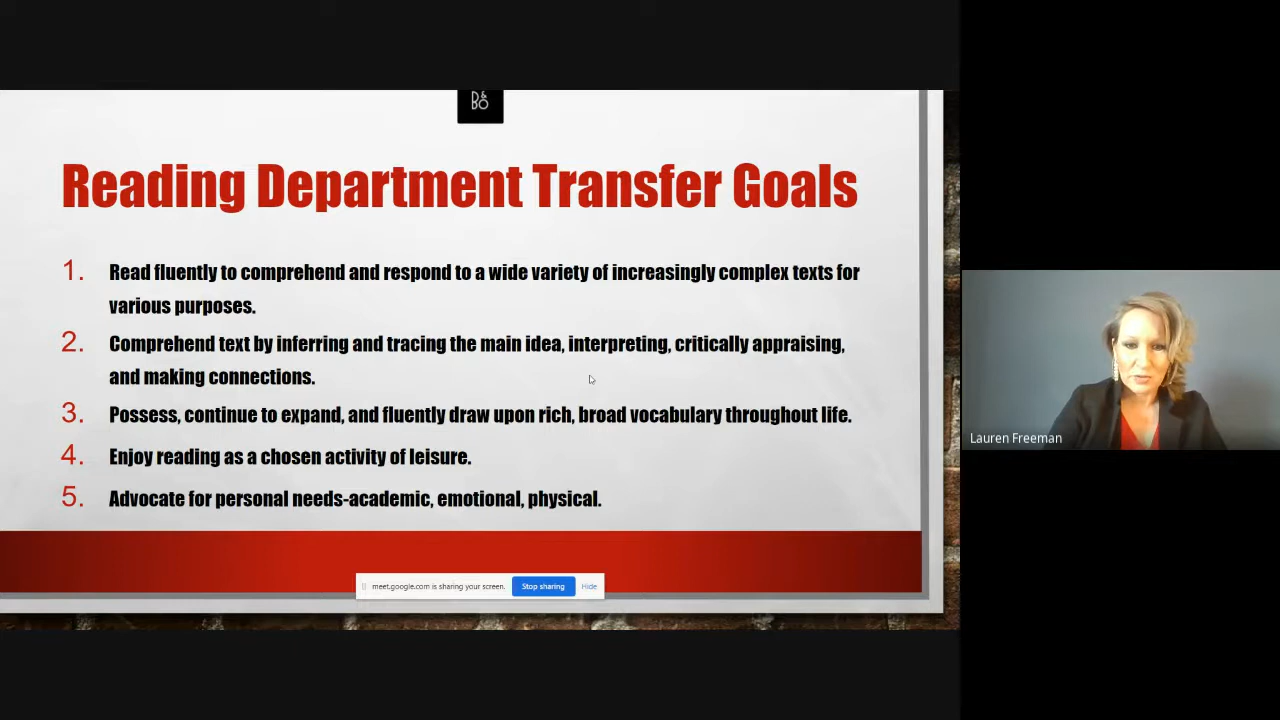 D&
BO
Reading Department Transfer Goals
1. Read fluently to comprehend and respond to a wide variety of increasingly complex texts for
various purposes.
2. Comprehend text by inferring and tracing the main idea, interpreting, critically appraising,
and making connections.
3. Possess, continue to expand, and fluently draw upon rich, broad vocabulary throughout life.
4. Enjoy reading as a chosen activity of leisure.
5. Advocate for personal needs-academic, emotional, physical.
meet.google.com is sharing your screen. Stop sharing Hide
Lauren Freeman